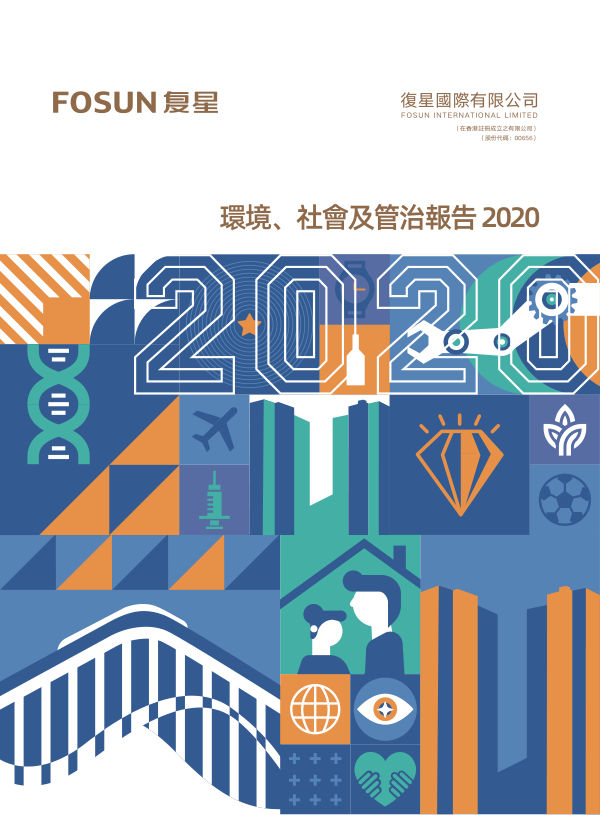 FOSUN 复星
復星國際有限公司
FOSUN INTERNATIONAL LIMITED
（在香港註冊成立之有限公司）
（股份代碼：00656）
環境、社會及管治報告 2020
2020